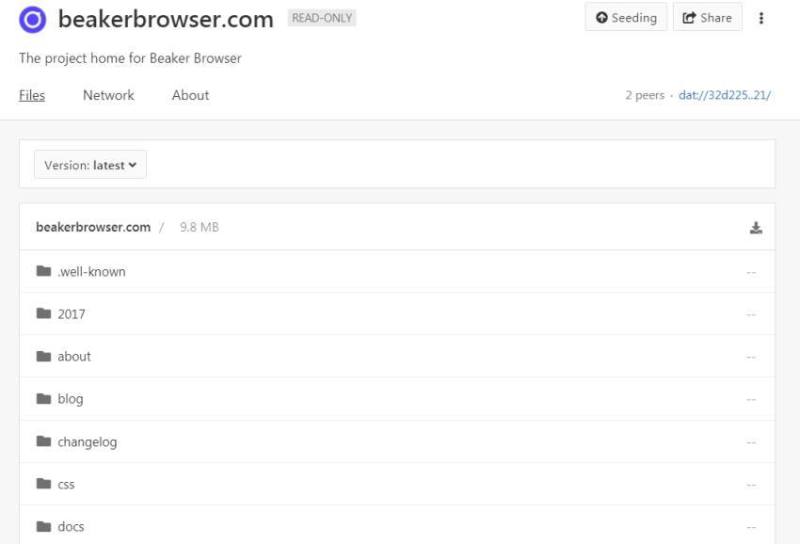 beakerbrowser.com READ-ONLY Seeding Share
The project home for Beaker Browser
Files Network About 2 peers · dat://32d225..21/
Version: latest
beakerbrowser.com / 9.8 MB
.well-known --
2017 --
about --
blog --
changelog --
css --
docs --